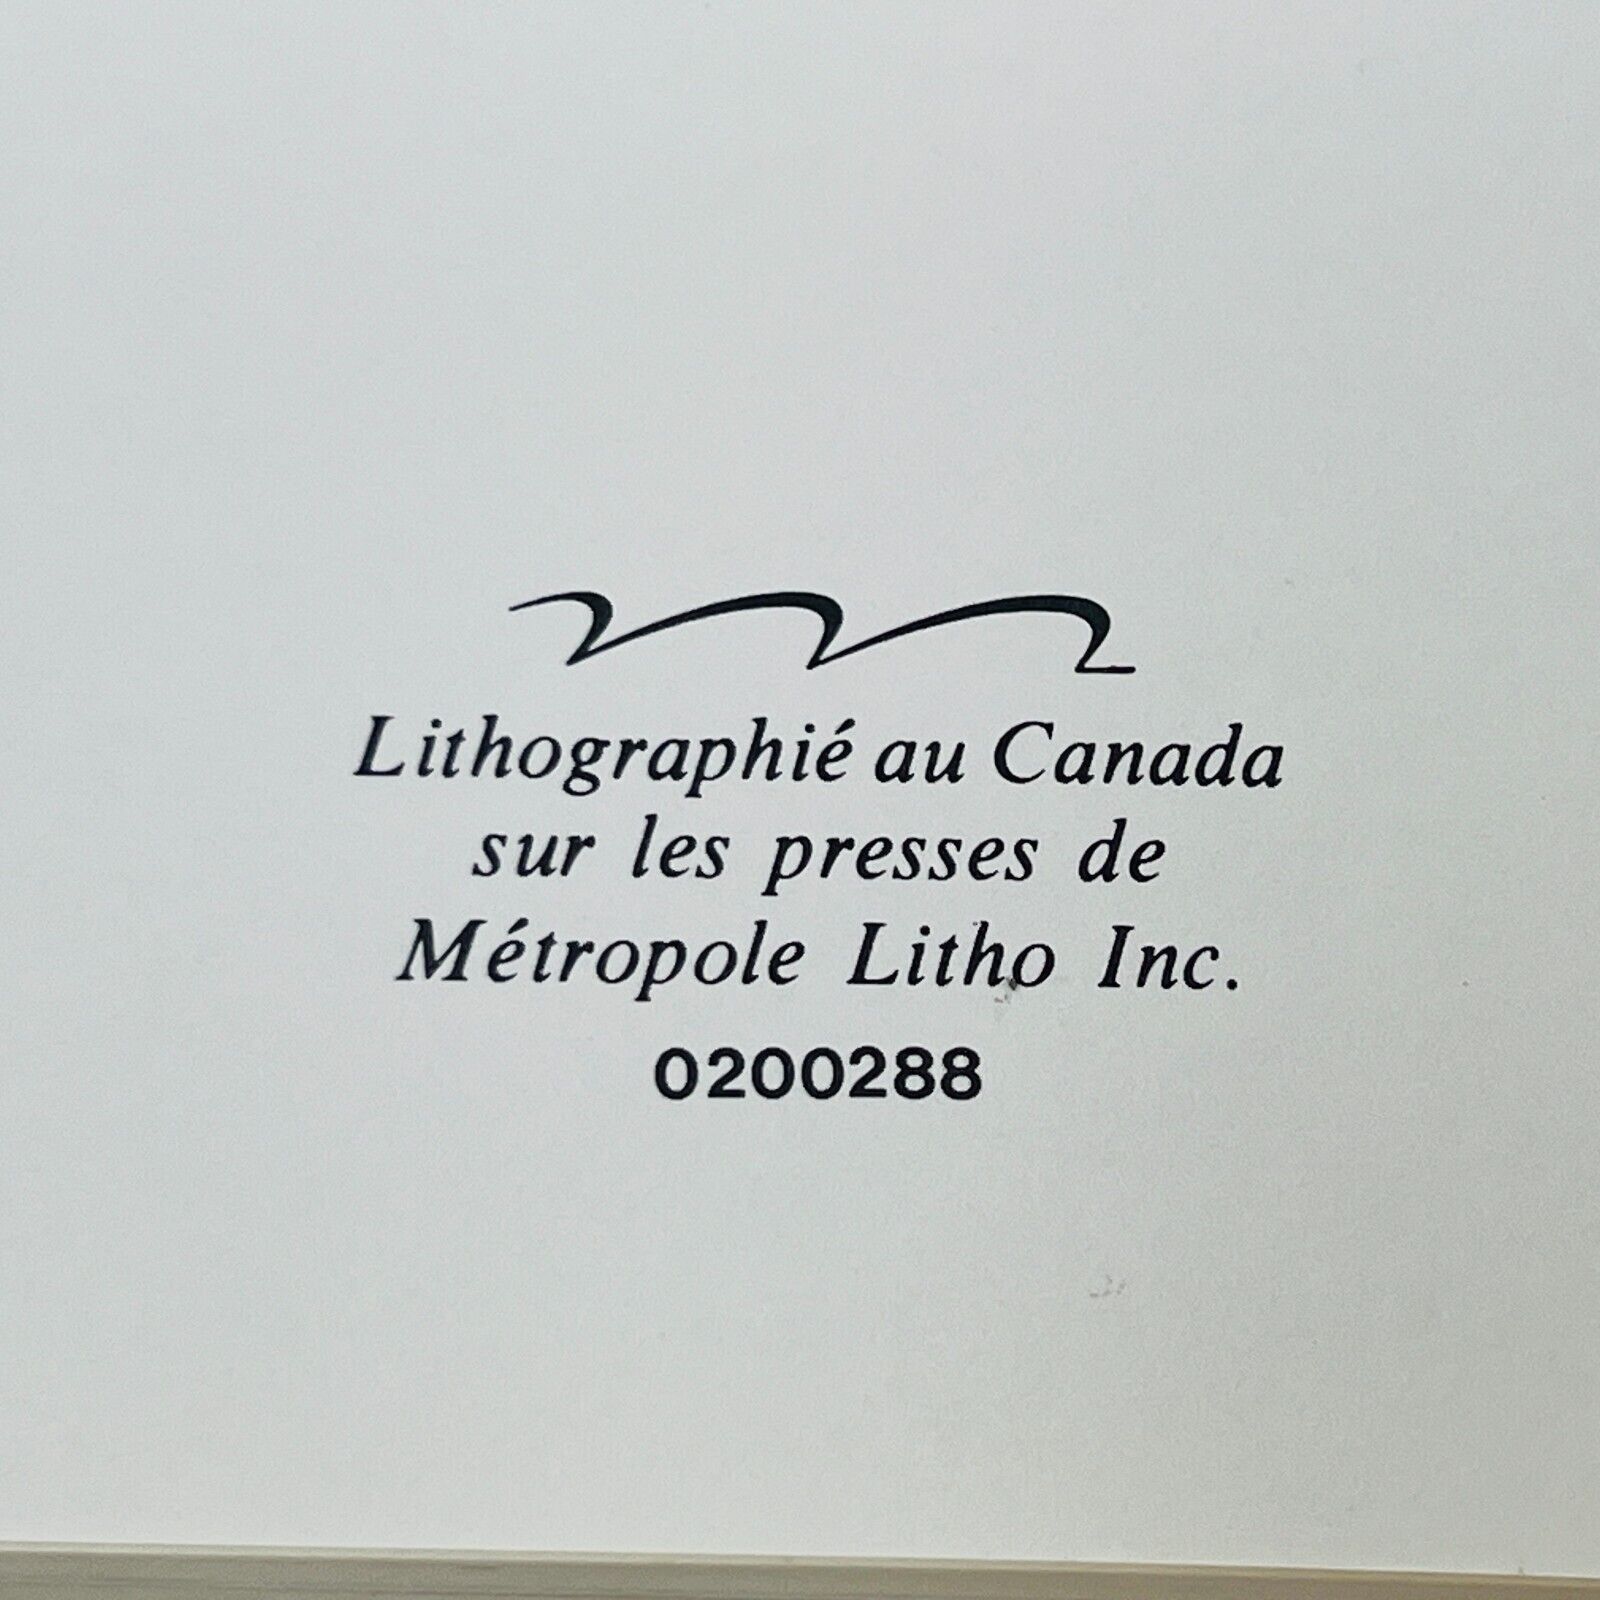 Lithographié au Canada
sur les presses de
Métropole Litho Inc.
0200288